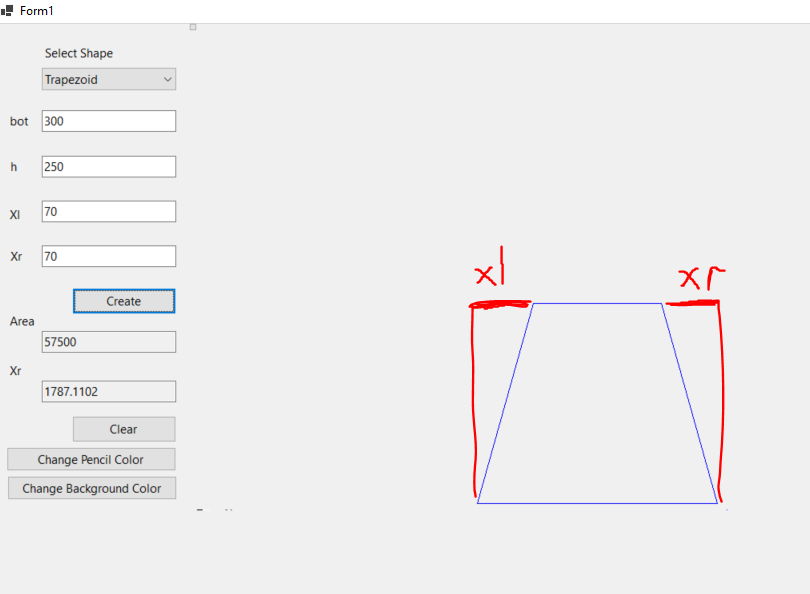 Form1
Select Shape
Trapezoid
bot 300
h 250
Xl 70
Xr 70
Create
Area
57500
Xr
1787.1102
Clear
Change Pencil Color
Change Background Color
xl
xr